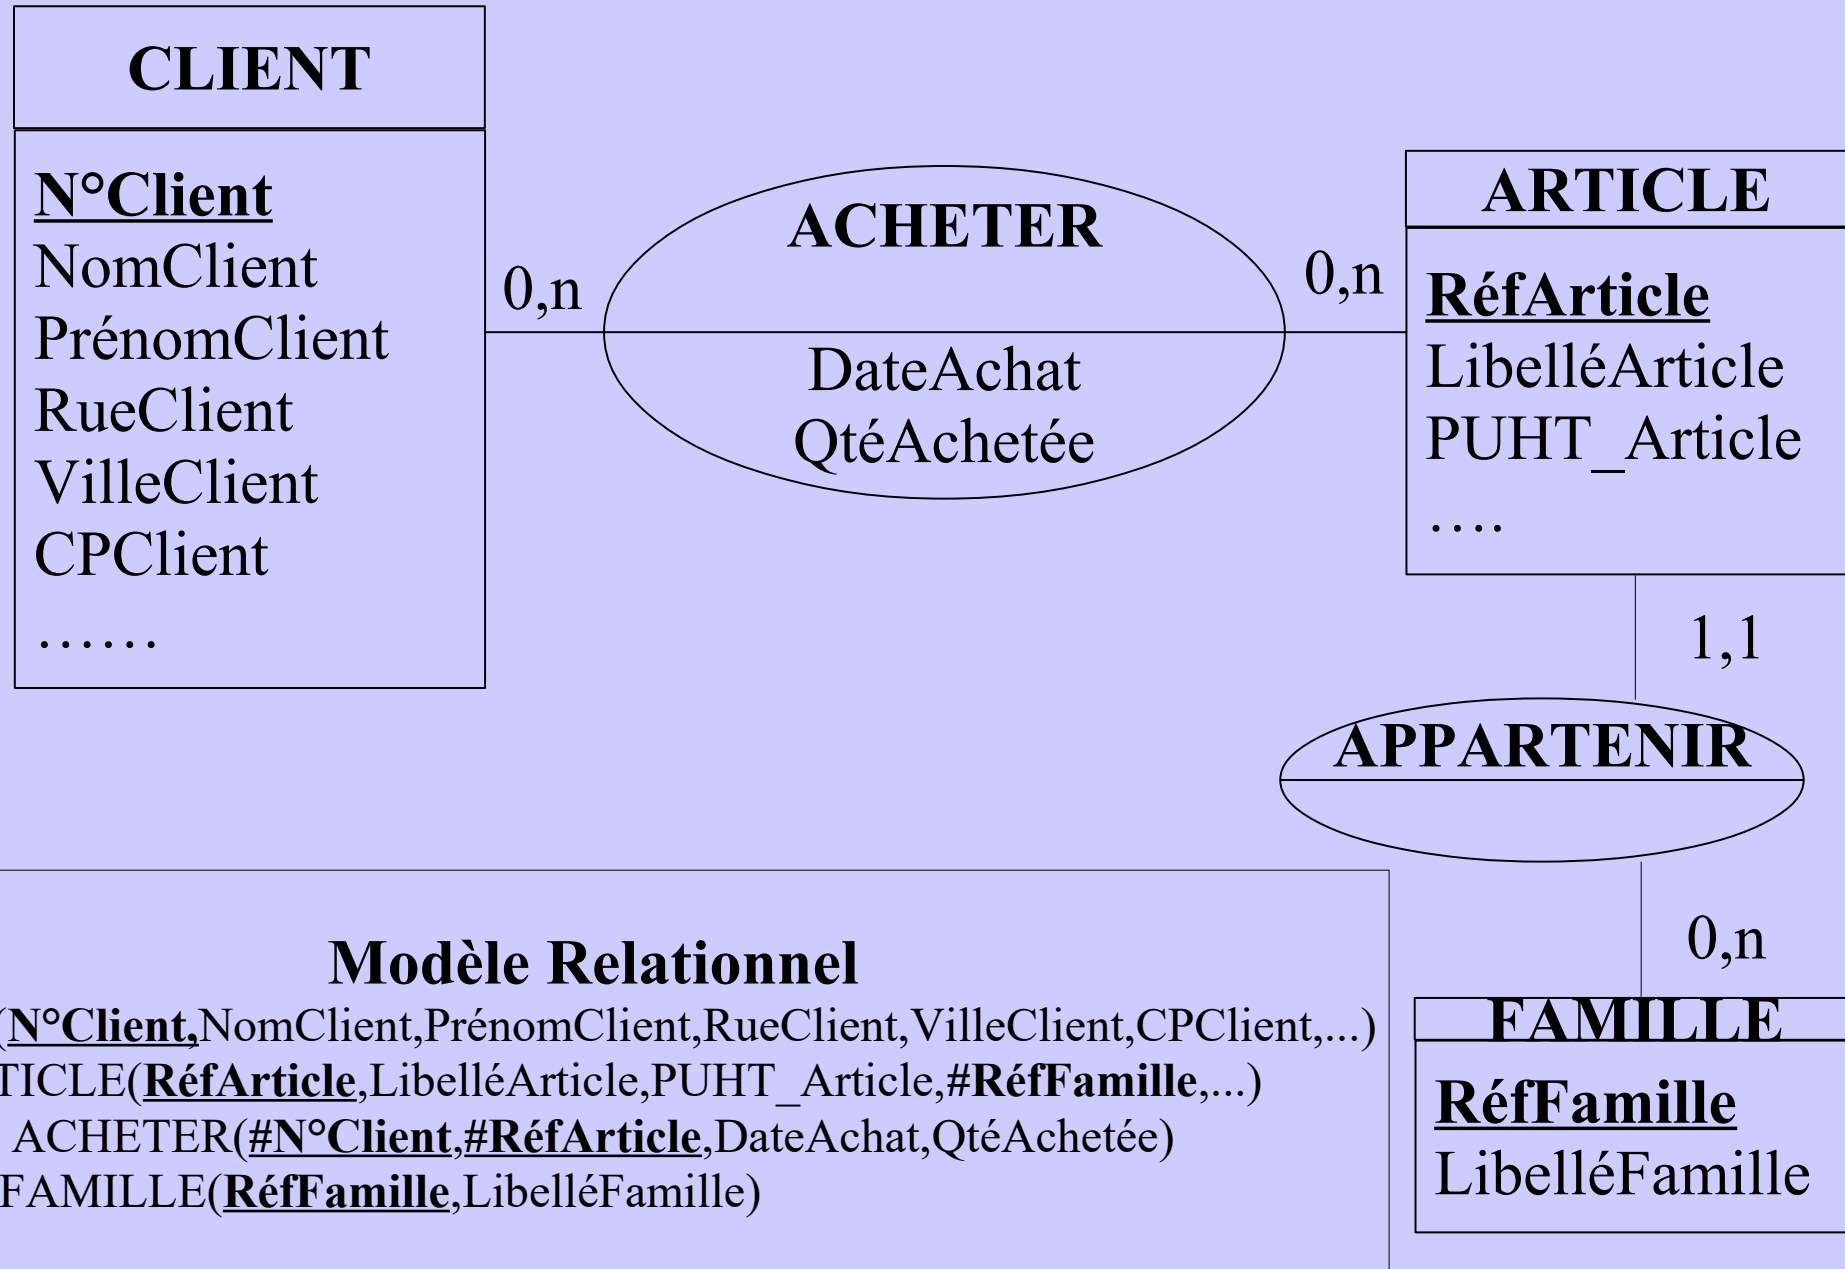 CLIENT
N°Client
NomClient
PrénomClient
RueClient
VilleClient
CPClient
……
0,n
ACHETER
DateAchat
QtéAchetée
0,n
ARTICLE
RéfArticle
LibelléArticle
PUHT_Article
….
1,1
APPARTENIR
0,n
FAMILLE
RéfFamille
LibelléFamille
Modèle Relationnel
(N°Client,NomClient,PrénomClient,RueClient,VilleClient,CPClient,...)
TICLE(RéfArticle,LibelléArticle,PUHT_Article,#RéfFamille,...)
ACHETER(#N°Client,#RéfArticle,DateAchat,QtéAchetée)
FAMILLE(RéfFamille,LibelléFamille)